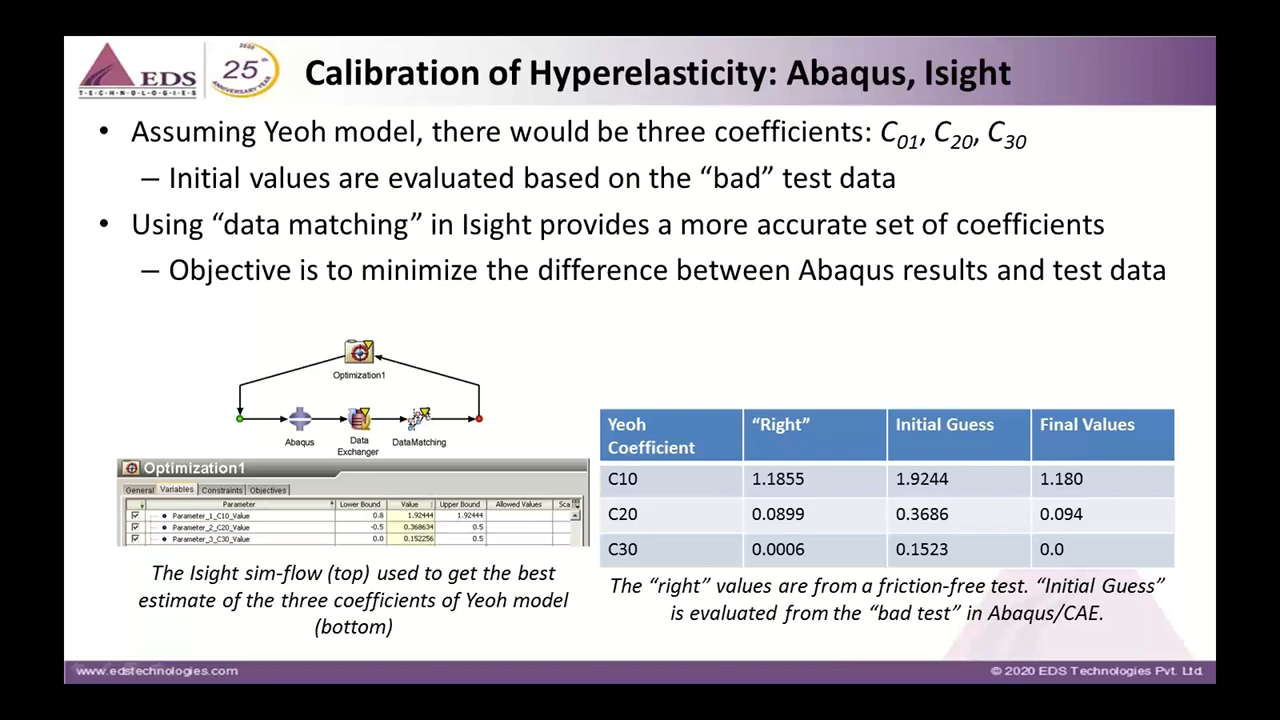 2020
25th
ANNIVERSARY YEAR
EDS
T-E-C-H-N-O-L-O-G-I-E-S
Calibration of Hyperelasticity: Abaqus, Isight
• Assuming Yeoh model, there would be three coefficients: C01, C20, C30
– Initial values are evaluated based on the “bad” test data
• Using “data matching” in Isight provides a more accurate set of coefficients
– Objective is to minimize the difference between Abaqus results and test data
Optimization1
Abaqus
Data
Exchanger
DataMatching
Optimization1
General Variables Constraints Objectives
Parameter Lower Bound Value Upper Bound Allowed Values Sca
Parameter_1_C10_Value 0.8 1.92444 1.92444
Parameter_2_C20_Value -0.5 0.368634 0.5
Parameter_3_C30_Value 0.0 0.152256 0.5
The Isight sim-flow (top) used to get the best
estimate of the three coefficients of Yeoh model
(bottom)
Yeoh
Coefficient
“Right”
Initial Guess
Final Values
C10 1.1855 1.9244 1.180
C20 0.0899 0.3686 0.094
C30 0.0006 0.1523 0.0
The “right” values are from a friction-free test. “Initial Guess”
is evaluated from the “bad test” in Abaqus/CAE.
www.edstechnologies.com
© 2020 EDS Technologies Pvt. Ltd.